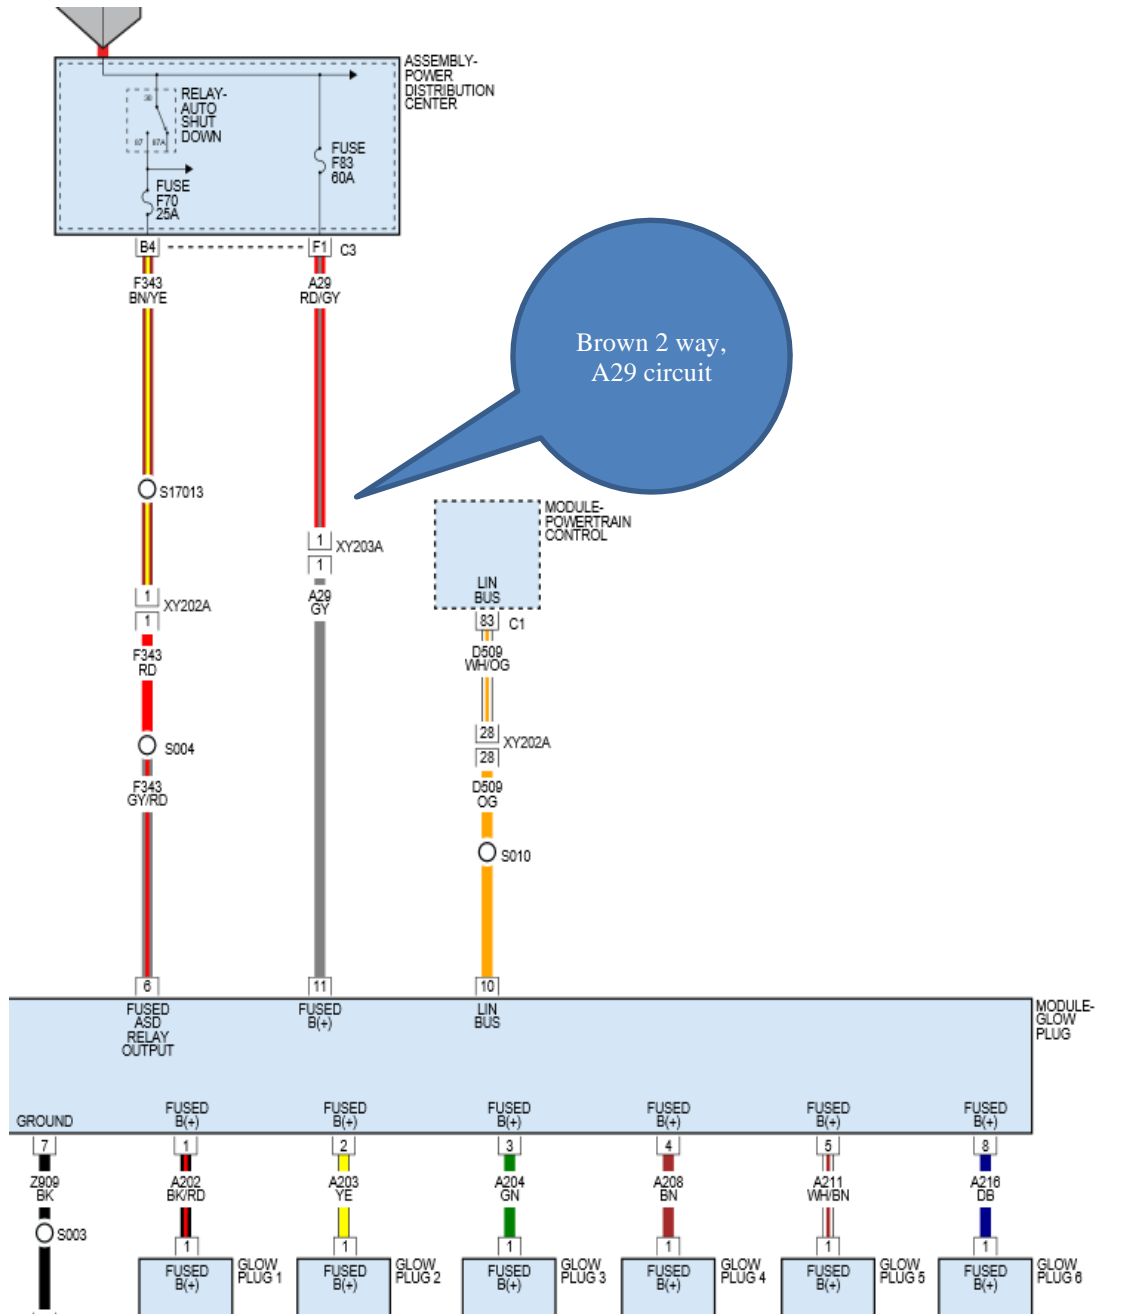 ASSEMBLY-
POWER
DISTRIBUTION
CENTER
30
RELAY-
AUTO
SHUT
DOWN
87 87A
FUSE
F83
60A
FUSE
F70
25A
B4
F1
C3
F343
BN/YE
A29
RD/GY
Brown 2 way,
A29 circuit
S17013
MODULE-
POWERTRAIN
CONTROL
1
XY203A
1
LIN
BUS
A29
GY
1
XY202A
1
83
C1
F343
RD
D509
WH/OG
28
XY202A
28
S004
F343
GY/RD
D509
OG
S010
6
11
10
FUSED
ASD
RELAY
OUTPUT
FUSED
B(+)
LIN
BUS
MODULE-
GLOW
PLUG
GROUND
FUSED
B(+)
FUSED
B(+)
FUSED
B(+)
FUSED
B(+)
FUSED
B(+)
FUSED
B(+)
7
1
2
3
4
5
8
Z909
BK
A202
BK/RD
A203
YE
A204
GN
A208
BN
A211
WH/BN
A216
DB
S003
1
1
1
1
1
1
FUSED
B(+)
GLOW
PLUG 1
FUSED
B(+)
GLOW
PLUG 2
FUSED
B(+)
GLOW
PLUG 3
FUSED
B(+)
GLOW
PLUG 4
FUSED
B(+)
GLOW
PLUG 5
FUSED
B(+)
GLOW
PLUG 6